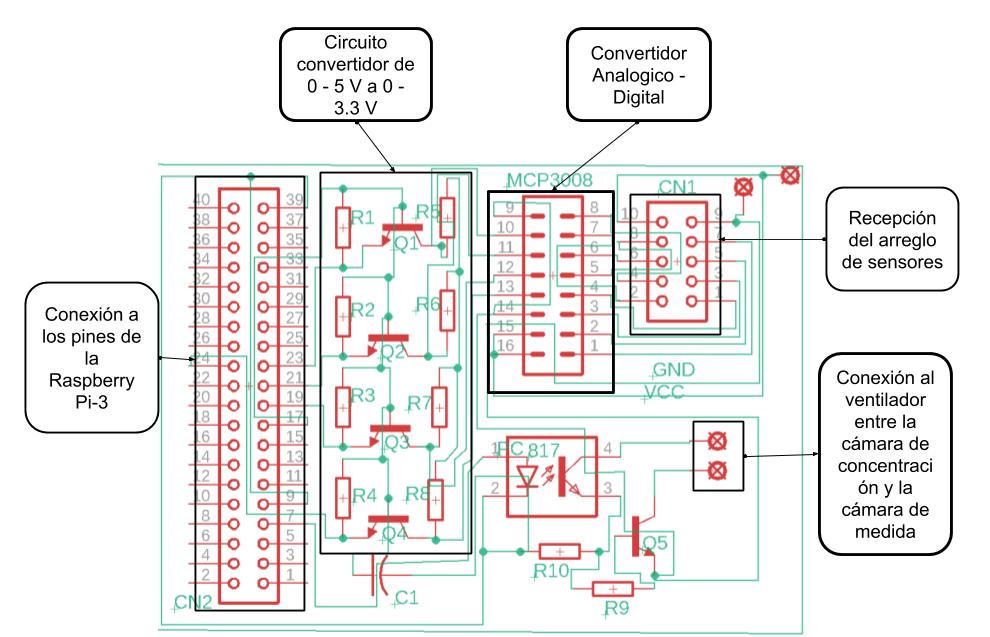 Circuito
convertidor de
0 - 5 V a 0 -
3.3 V
Convertidor
Analogico -
Digital
Recepción
del arreglo
de sensores
Conexión a
los pines de
la
Raspberry
Pi-3
Conexión al
ventilador
entre la
cámara de
concentraci
ón y la
cámara de
medida
40 39
38 37
36 35
34 33
32 31
30 29
28 27
26 25
24 23
22 21
20 19
18 17
16 15
14 13
12 11
10 9
8 7
6 5
4 3
2 1
CN2
R1
R5
Q1
R2
R6
Q2
R3
R7
Q3
R4
R8
Q4
C1
MCP3008
9 8
10 7
11 6
12 5
13 4
14 3
15 2
16 1
CN1
10 9
8 7
6 5
4 3
2 1
GND
VCC
PC 817
1 4
2 3
Q5
R10
R9